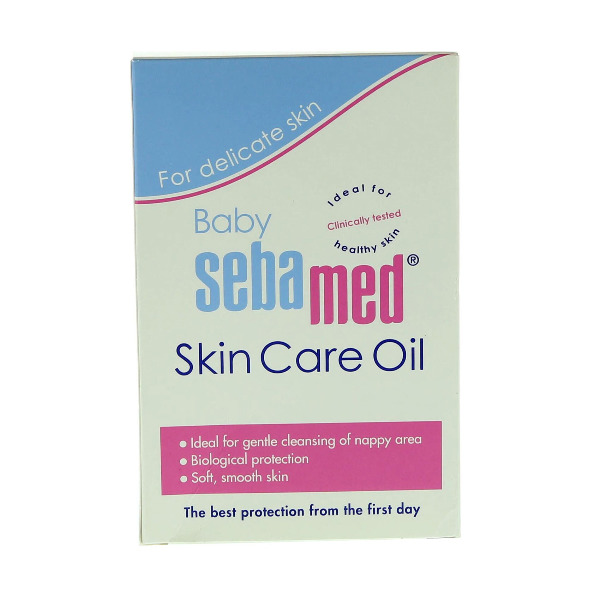 For delicate skin
Baby
sebamed®
Ideal for
Clinically tested
healthy skin
Skin Care Oil
• Ideal for gentle cleansing of nappy area
• Biological protection
• Soft, smooth skin
The best protection from the first day